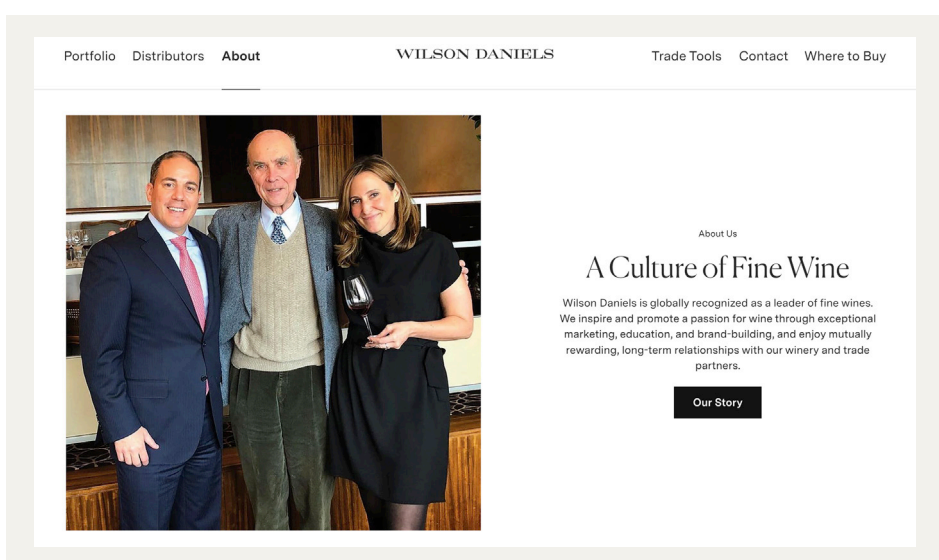 Portfolio Distributors About WILSON DANIELS Trade Tools Contact Where to Buy
About Us
A Culture of Fine Wine
Wilson Daniels is globally recognized as a leader of fine wines.
We inspire and promote a passion for wine through exceptional
marketing, education, and brand-building, and enjoy mutually
rewarding, long-term relationships with our winery and trade
partners.
Our Story